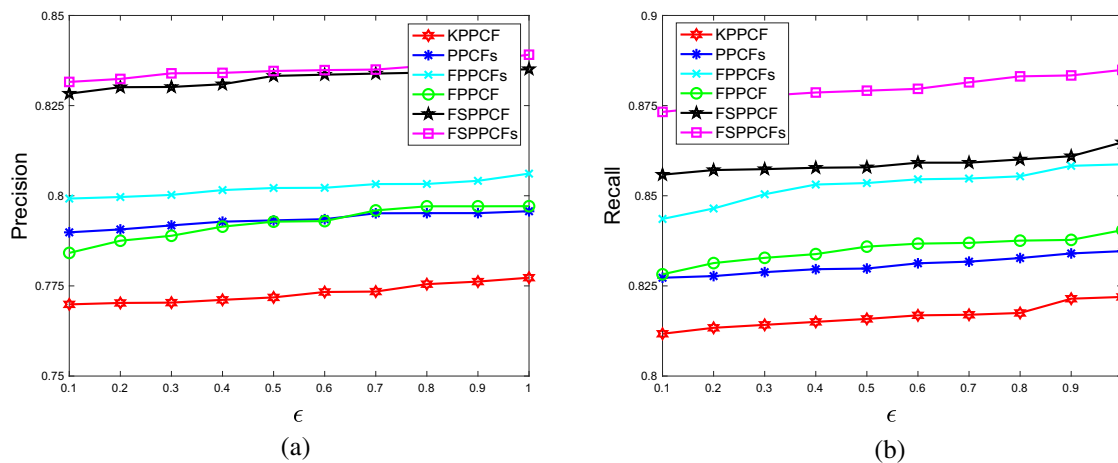 0.85
0.825
0.8
0.775
0.75
Precision
0.1 0.2 0.3 0.4 0.5 0.6 0.7 0.8 0.9 1
ϵ
KPPCF
PPCFs
FPPCFs
FPPCF
FSPPCF
FSPPCFs
(a)
0.9
0.875
0.85
0.825
0.8
Recall
0.1 0.2 0.3 0.4 0.5 0.6 0.7 0.8 0.9
ϵ
KPPCF
PPCFs
FPPCFs
FPPCF
FSPPCF
FSPPCFs
(b)